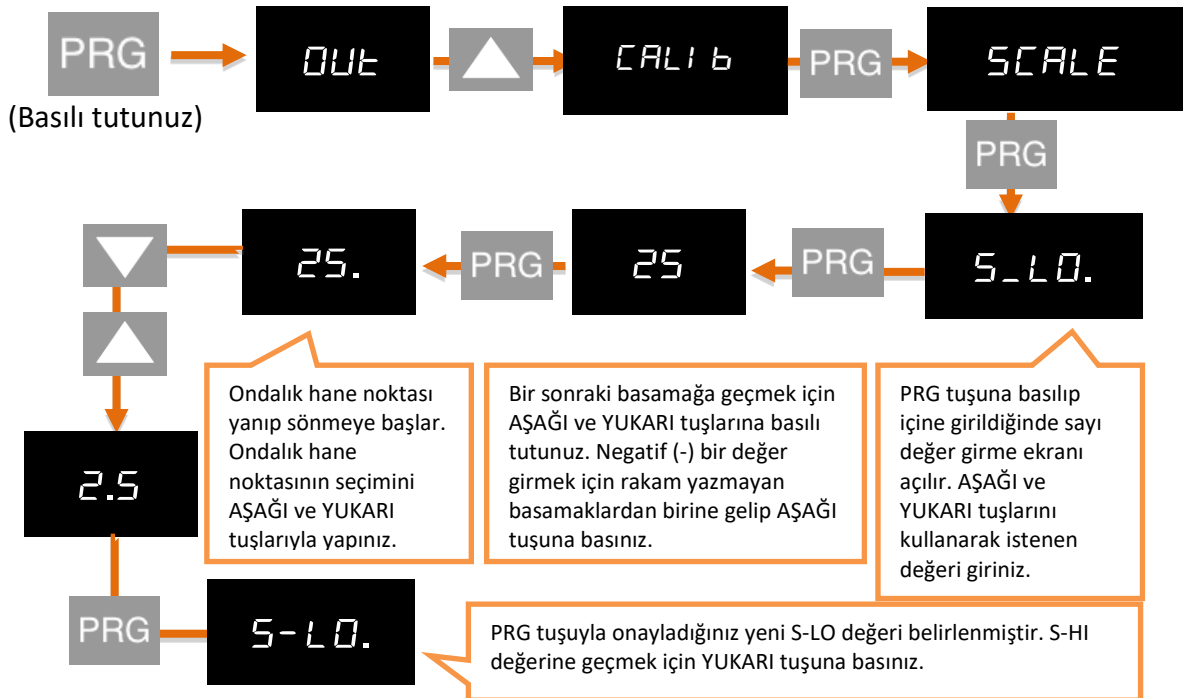 PRG
OUt
CALIb
PRG
SCALE
(Basılı tutunuz)
PRG
25.
PRG
25
PRG
S_LO.
Ondalık hane noktası
yanıp sönmeye başlar.
Ondalık hane
noktasının seçimini
AŞAĞI ve YUKARI
tuşlarıyla yapınız.
Bir sonraki basamağa geçmek için
AŞAĞI ve YUKARI tuşlarına basılı
tutunuz. Negatif (-) bir değer
girmek için rakam yazmayan
basamaklardan birine gelip AŞAĞI
tuşuna basınız.
PRG tuşuna basılıp
içine girildiğinde sayı
değer girme ekranı
açılır. AŞAĞI ve
YUKARI tuşlarını
kullanarak istenen
değeri giriniz.
2.5
PRG
S-LO.
PRG tuşuyla onayladığınız yeni S-LO değeri belirlenmiştir. S-HI
değerine geçmek için YUKARI tuşuna basınız.